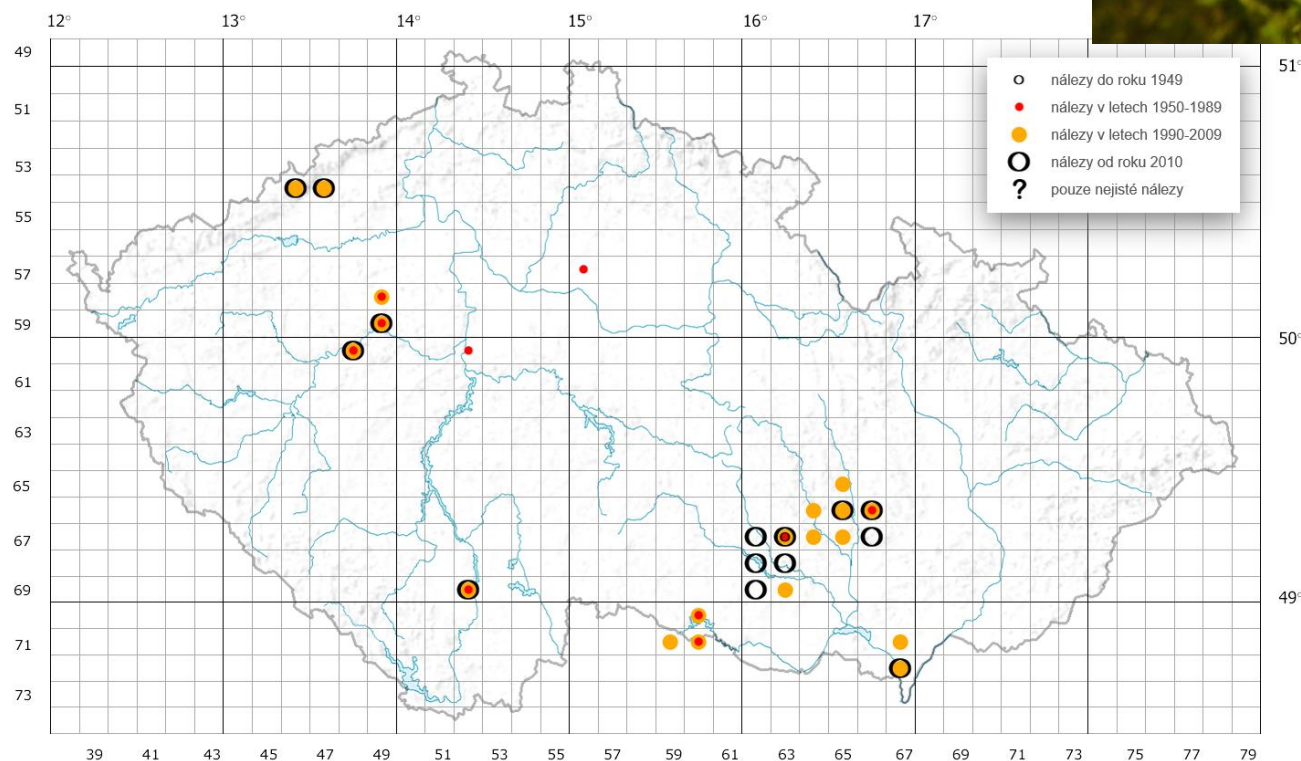 12° 13° 14° 15° 16° 17°
49
51°
nálezy do roku 1949
nálezy v letech 1950-1989
51
nálezy v letech 1990-2009
53
nálezy od roku 2010
pouze nejisté nálezy
55
57
59
50°
61
63
65
67
69
49°
71
73
39 41 43 45 47 49 51 53 55 57 59 61 63 65 67 69 71 73 75 77 79